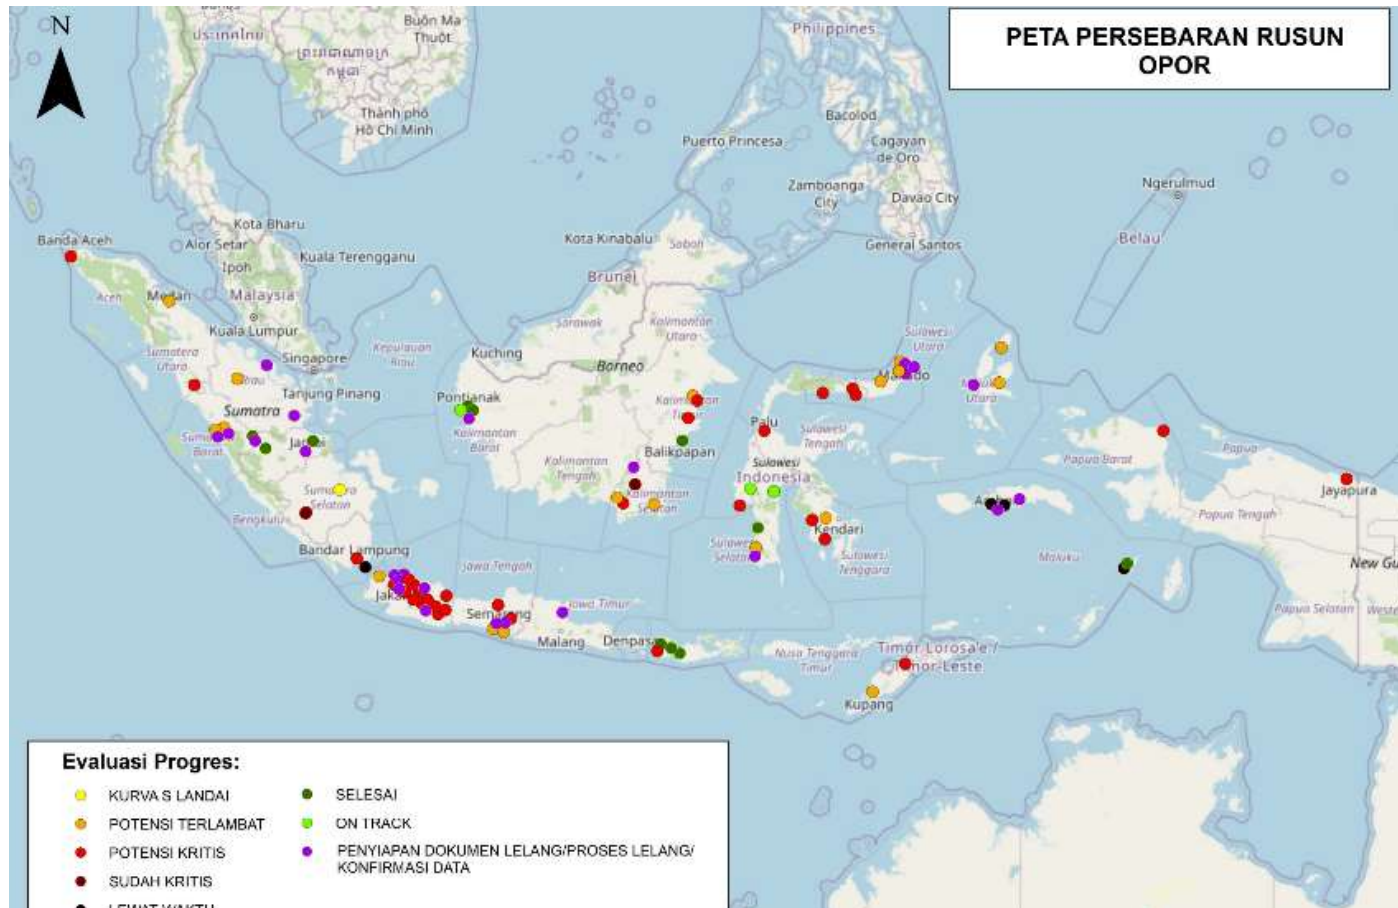 N
PETA PERSEBARAN RUSUN
OPOR
Buôn Ma
Thuột
Philippines
Thành phố
Hồ Chí Minh
Bacolod
Puerto Princesa
Cagayan
de Oro
Zamboanga
City
Davao City
Ngerulmud
Kota Bharu
Banda Aceh
Alor Setar
Kota Kinabalu
General Santos
Belau
Ipoh
Kuala Terengganu
Sabah
Aceh
Medan
Malaysia
Brunei
Kuala Lumpur
Sarawak
Kalimantan
Utara
Sulawesi
Utara
Sumatera
Utara
Singapore
Kepulauan
Riau
Kuching
Borneo
Riau
Tanjung Pinang
Pontianak
Kalimantan
Timur
Manado
Maluku
Utara
Sumatra
Palu
Sulawesi
Tengah
Papua
Sumatera
Barat
Jambi
Kalimantan
Barat
Balikpapan
Papua Barat
Kalimantan
Tengah
Sulawesi
Indonesia
Jayapura
Sumatera
Selatan
Kalimantan
Selatan
Ambon
Papua Tengah
Bengkulu
Kendari
Bandar Lampung
Sulawesi
Selatan
Sulawesi
Tenggara
Maluku
New Gu
Jawa Tengah
Jakarta
Jawa Timur
Papua Selatan
Weste
Semarang
Malang
Denpasar
Nusa Tenggara
Timur
Timór Lorosa'e /
Timor-Leste
Kupang
Evaluasi Progres:
KURVA S LANDAI
POTENSI TERLAMBAT
POTENSI KRITIS
SUDAH KRITIS
LEWAT WAKTU
SELESAI
ON TRACK
PENYIAPAN DOKUMEN LELANG/PROSES LELANG/
KONFIRMASI DATA